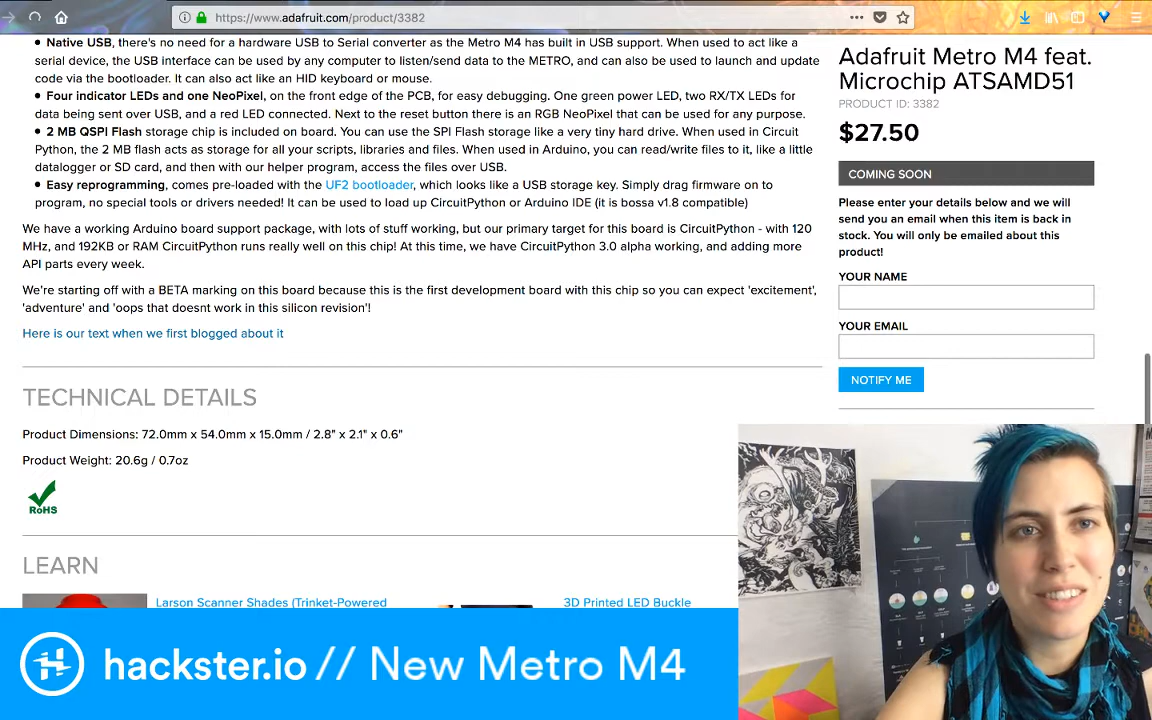 https://www.adafruit.com/product/3382
• Native USB, there's no need for a hardware USB to Serial converter as the Metro M4 has built in USB support. When used to act like a
serial device, the USB interface can be used by any computer to listen/send data to the METRO, and can also be used to launch and update
code via the bootloader. It can also act like an HID keyboard or mouse.
• Four indicator LEDs and one NeoPixel, on the front edge of the PCB, for easy debugging. One green power LED, two RX/TX LEDs for
data being sent over USB, and a red LED connected. Next to the reset button there is an RGB NeoPixel that can be used for any purpose.
• 2 MB QSPI Flash storage chip is included on board. You can use the SPI Flash storage like a very tiny hard drive. When used in Circuit
Python, the 2 MB flash acts as storage for all your scripts, libraries and files. When used in Arduino, you can read/write files to it, like a little
datalogger or SD card, and then with our helper program, access the files over USB.
• Easy reprogramming, comes pre-loaded with the UF2 bootloader, which looks like a USB storage key. Simply drag firmware on to
program, no special tools or drivers needed! It can be used to load up CircuitPython or Arduino IDE (it is bossa v1.8 compatible)
We have a working Arduino board support package, with lots of stuff working, but our primary target for this board is CircuitPython - with 120
MHz, and 192KB or RAM CircuitPython runs really well on this chip! At this time, we have CircuitPython 3.0 alpha working, and adding more
API parts every week.
We're starting off with a BETA marking on this board because this is the first development board with this chip so you can expect 'excitement',
'adventure' and 'oops that doesnt work in this silicon revision'!
Here is our text when we first blogged about it
TECHNICAL DETAILS
Product Dimensions: 72.0mm x 54.0mm x 15.0mm / 2.8" x 2.1" x 0.6"
Product Weight: 20.6g / 0.7oz
RoHS
LEARN
Larson Scanner Shades (Trinket-Powered
3D Printed LED Buckle
Adafruit Metro M4 feat.
Microchip ATSAMD51
PRODUCT ID: 3382
$27.50
COMING SOON
Please enter your details below and we will
send you an email when this item is back in
stock. You will only be emailed about this
product!
YOUR NAME
YOUR EMAIL
NOTIFY ME
hackster.io // New Metro M4